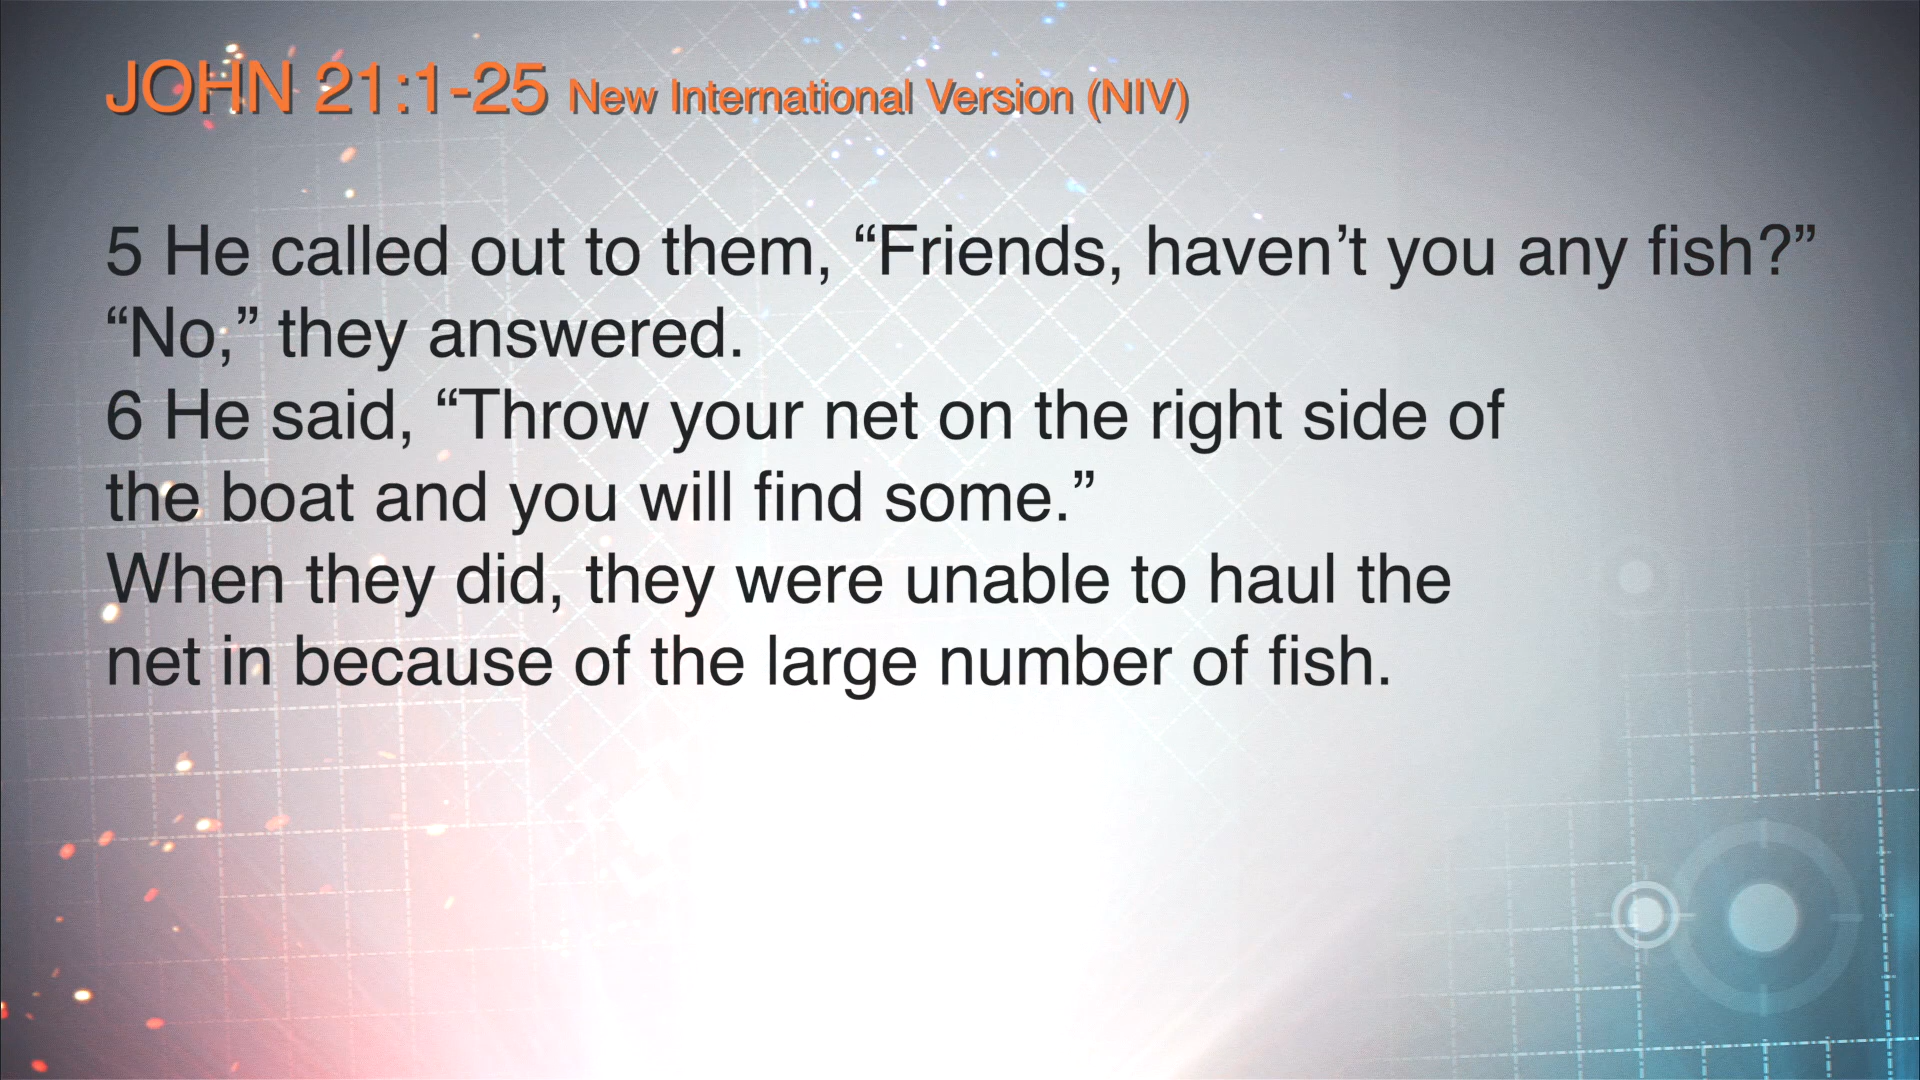 JOHN 21:1-25 New International Version (NIV)
5 He called out to them, “Friends, haven’t you any fish?”
“No,” they answered.
6 He said, “Throw your net on the right side of
the boat and you will find some.”
When they did, they were unable to haul the
net in because of the large number of fish.